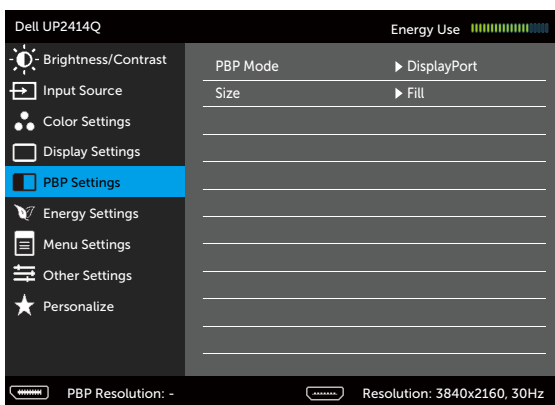 Dell UP2414Q
Energy Use
Brightness/Contrast
Input Source
Color Settings
Display Settings
PBP Settings
Energy Settings
Menu Settings
Other Settings
Personalize
PBP Mode
DisplayPort
Size
Fill
PBP Resolution: -
Resolution: 3840x2160, 30Hz